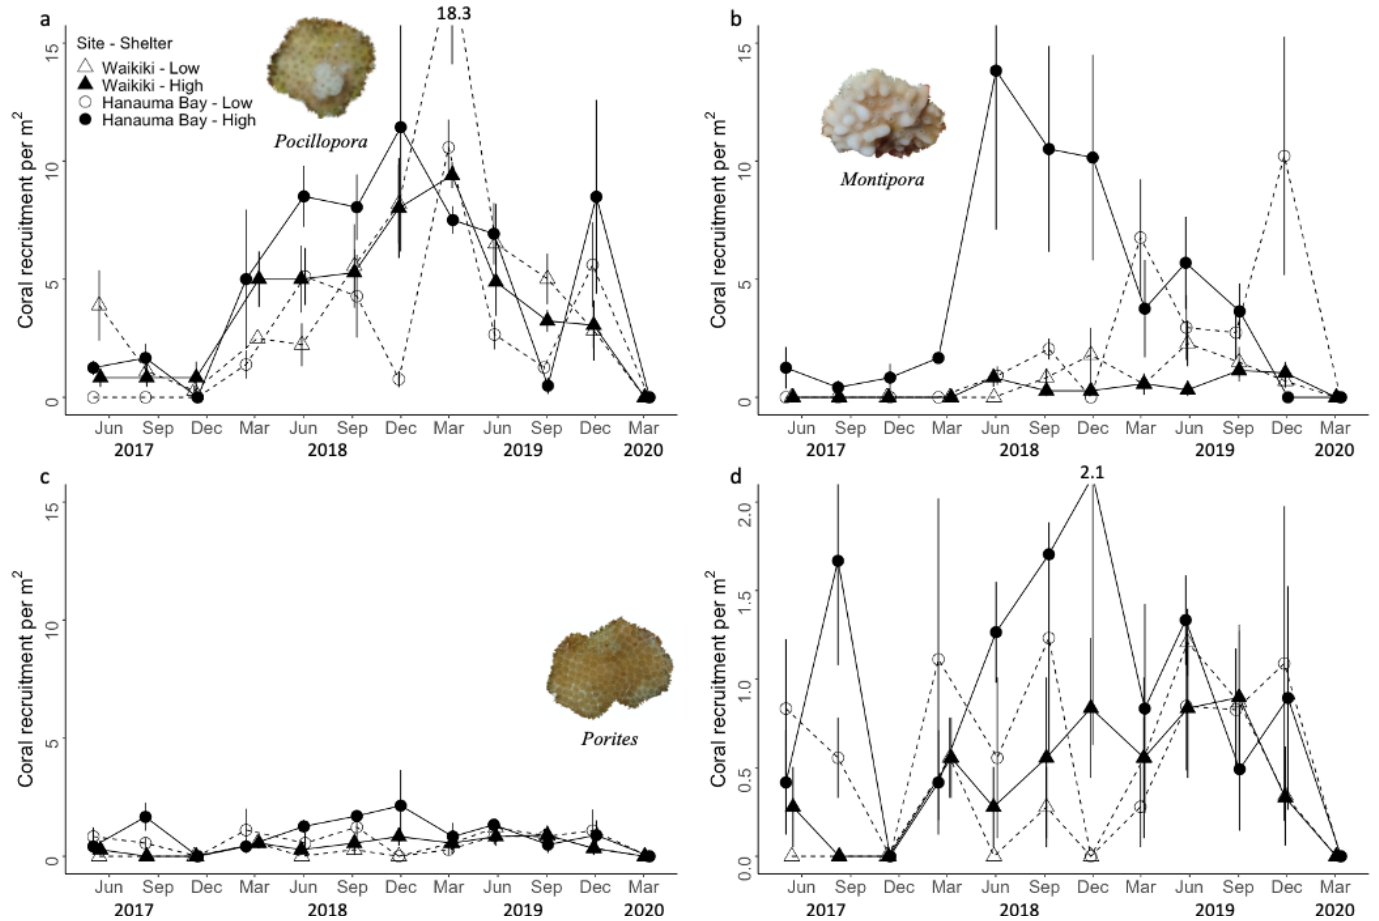 a
18.3
Site - Shelter
Waikiki - Low
Waikiki - High
Hanauma Bay - Low
Hanauma Bay - High
Pocillopora
Coral recruitment per m²
15
10
5
0
Jun Sep Dec Mar Jun Sep Dec Mar Jun Sep Dec Mar
2017 2018 2019 2020
b
Montipora
Coral recruitment per m²
15
10
5
0
Jun Sep Dec Mar Jun Sep Dec Mar Jun Sep Dec Mar
2017 2018 2019 2020
c
Porites
Coral recruitment per m²
15
10
5
0
Jun Sep Dec Mar Jun Sep Dec Mar Jun Sep Dec Mar
2017 2018 2019 2020
d
2.1
Coral recruitment per m²
2.0
1.5
1.0
0.5
0.0
Jun Sep Dec Mar Jun Sep Dec Mar Jun Sep Dec Mar
2017 2018 2019 2020